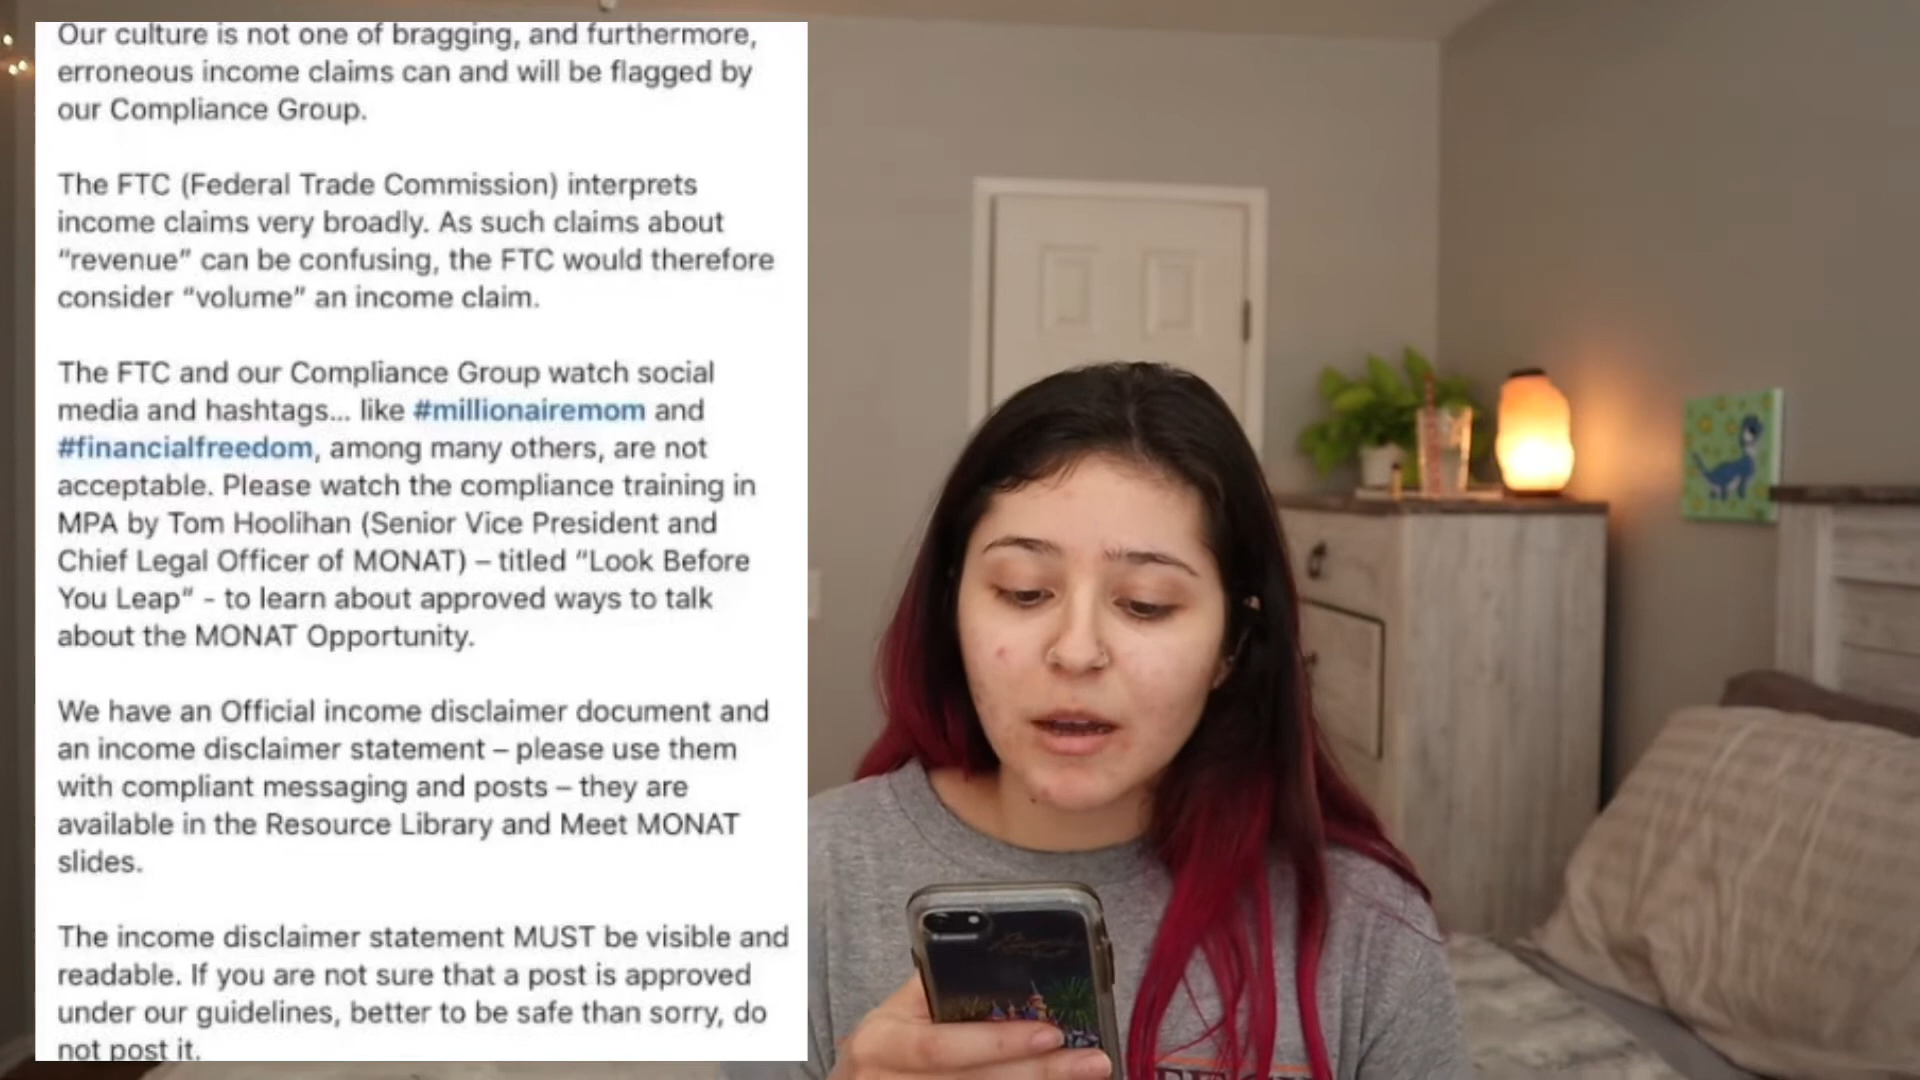 Our culture is not one of bragging, and furthermore,
erroneous income claims can and will be flagged by
our Compliance Group.
The FTC (Federal Trade Commission) interprets
income claims very broadly. As such claims about
“revenue” can be confusing, the FTC would therefore
consider “volume” an income claim.
The FTC and our Compliance Group watch social
media and hashtags... like #millionairemom and
#financialfreedom, among many others, are not
acceptable. Please watch the compliance training in
MPA by Tom Hoolihan (Senior Vice President and
Chief Legal Officer of MONAT) – titled “Look Before
You Leap” - to learn about approved ways to talk
about the MONAT Opportunity.
We have an Official income disclaimer document and
an income disclaimer statement – please use them
with compliant messaging and posts – they are
available in the Resource Library and Meet MONAT
slides.
The income disclaimer statement MUST be visible and
readable. If you are not sure that a post is approved
under our guidelines, better to be safe than sorry, do
not post it.